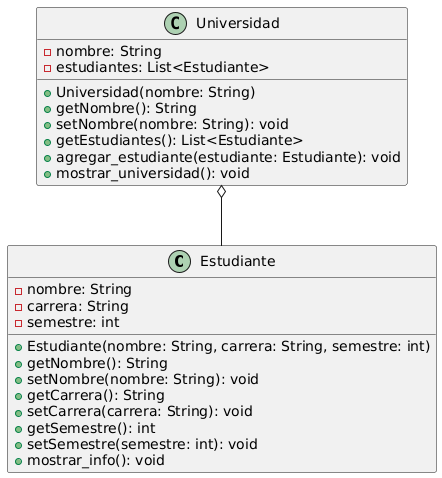 C Universidad
nombre: String
estudiantes: List<Estudiante>
Universidad(nombre: String)
getNombre(): String
setNombre(nombre: String): void
getEstudiantes(): List<Estudiante>
agregar_estudiante(estudiante: Estudiante): void
mostrar_universidad(): void
C Estudiante
nombre: String
carrera: String
semestre: int
Estudiante(nombre: String, carrera: String, semestre: int)
getNombre(): String
setNombre(nombre: String): void
getCarrera(): String
setCarrera(carrera: String): void
getSemestre(): int
setSemestre(semestre: int): void
mostrar_info(): void